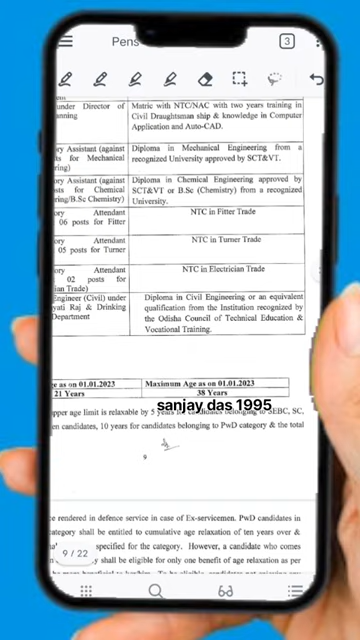 Pens
3
under Director of
anning
Matric with NTC/NAC with two years training in
Civil Draughtsman ship & knowledge in Computer
Application and Auto-CAD.
ory Assistant (against
ts for Mechanical
ring)
Diploma in Mechanical Engineering from a
recognized University approved by SCT&VT.
ory Assistant (against
sts for Chemical
ring/B.Sc Chemistry)
Diploma in Chemical Engineering approved by
SCT&VT or B.Sc (Chemistry) from a recognized
University.
ory Attendant
06 posts for Fitter
NTC in Fitter Trade
ory Attendant
05 posts for Turner
NTC in Turner Trade
ory Attendant
02 posts for
ian Trade)
NTC in Electrician Trade
Engineer (Civil) under
yati Raj & Drinking
Department
Diploma in Civil Engineering or an equivalent
qualification from the Institution recognized by
the Odisha Council of Technical Education &
Vocational Training.
ge as on 01.01.2023
Maximum Age as on 01.01.2023
21 Years
38 Years
sanjay das 1995
upper age limit is relaxable by 5 years for candidates belonging to SEBC, SC,
en candidates, 10 years for candidates belonging to PwD category & the total
9
ce rendered in defence service in case of Ex-Servicemen. PwD candidates in
category shall be entitled to cumulative age relaxation of ten years over &
specified for the category. However, a candidate who comes
y shall be eligible for only one benefit of age relaxation as per
9 / 22